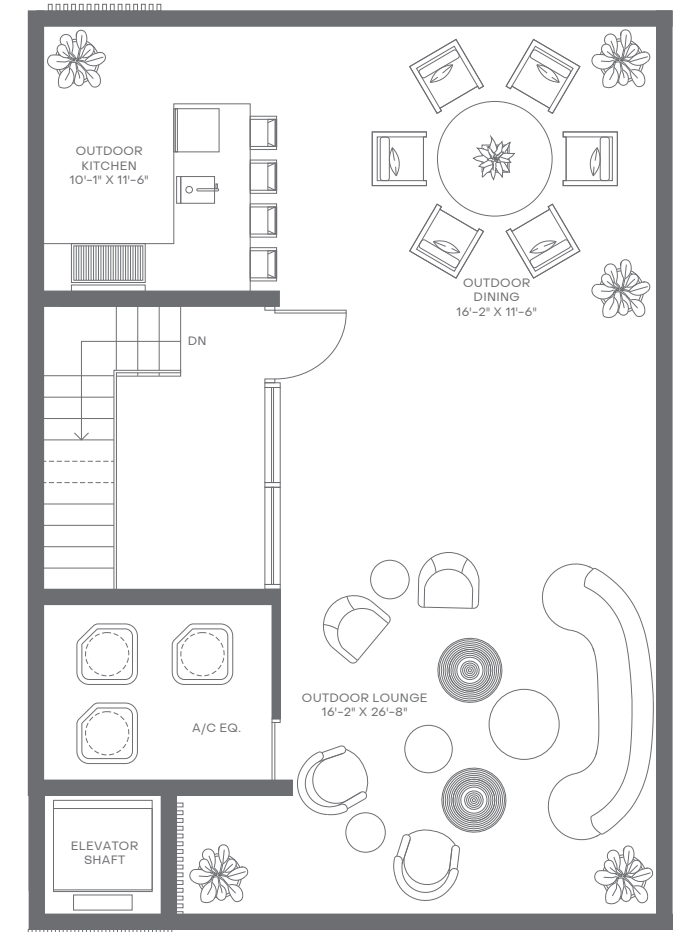 OUTDOOR
KITCHEN
10'-1" X 11'-6"
OUTDOOR
DINING
16'-2" X 11'-6"
DN
OUTDOOR LOUNGE
16'-2" X 26'-8"
A/C EQ.
ELEVATOR
SHAFT